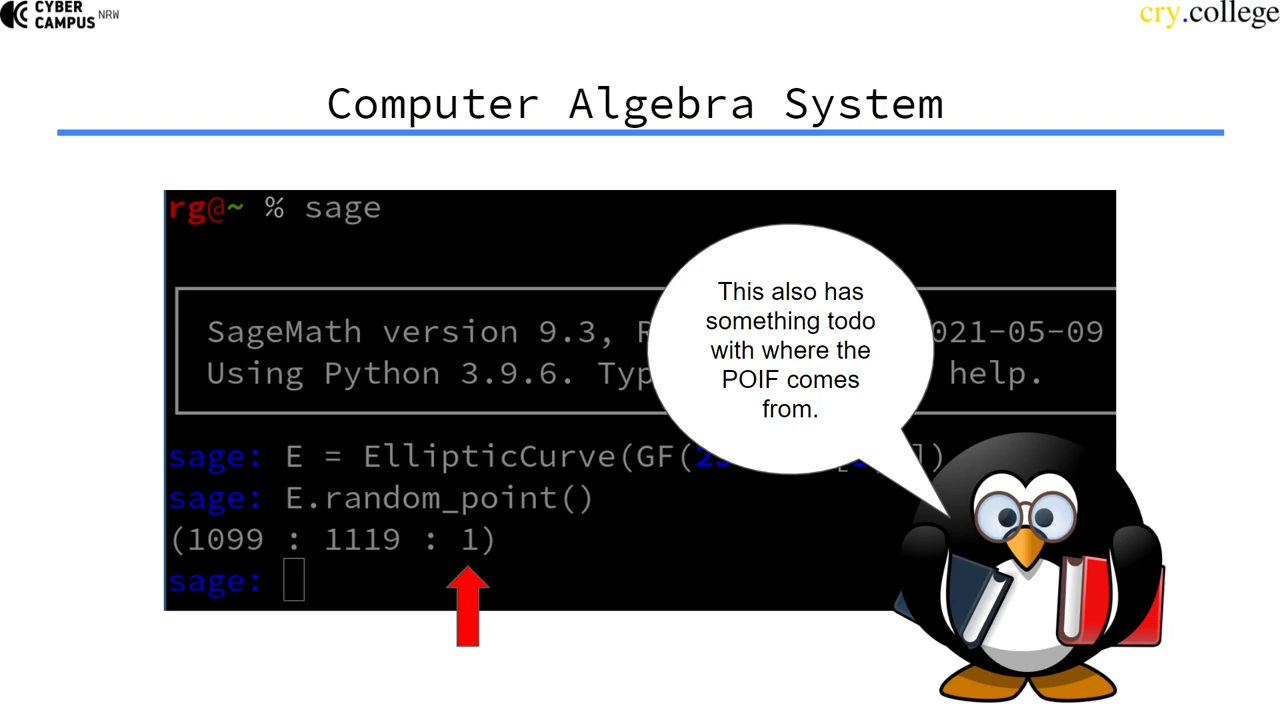 CYBER
CAMPUS NRW
cry.college
Computer Algebra System
rg@~ % sage
SageMath version 9.3, R 021-05-09
Using Python 3.9.6. Typ help.
This also has
something todo
with where the
POIF comes
from.
sage: E = EllipticCurve(GF(2
sage: E.random_point()
(1099 : 1119 : 1)
sage: